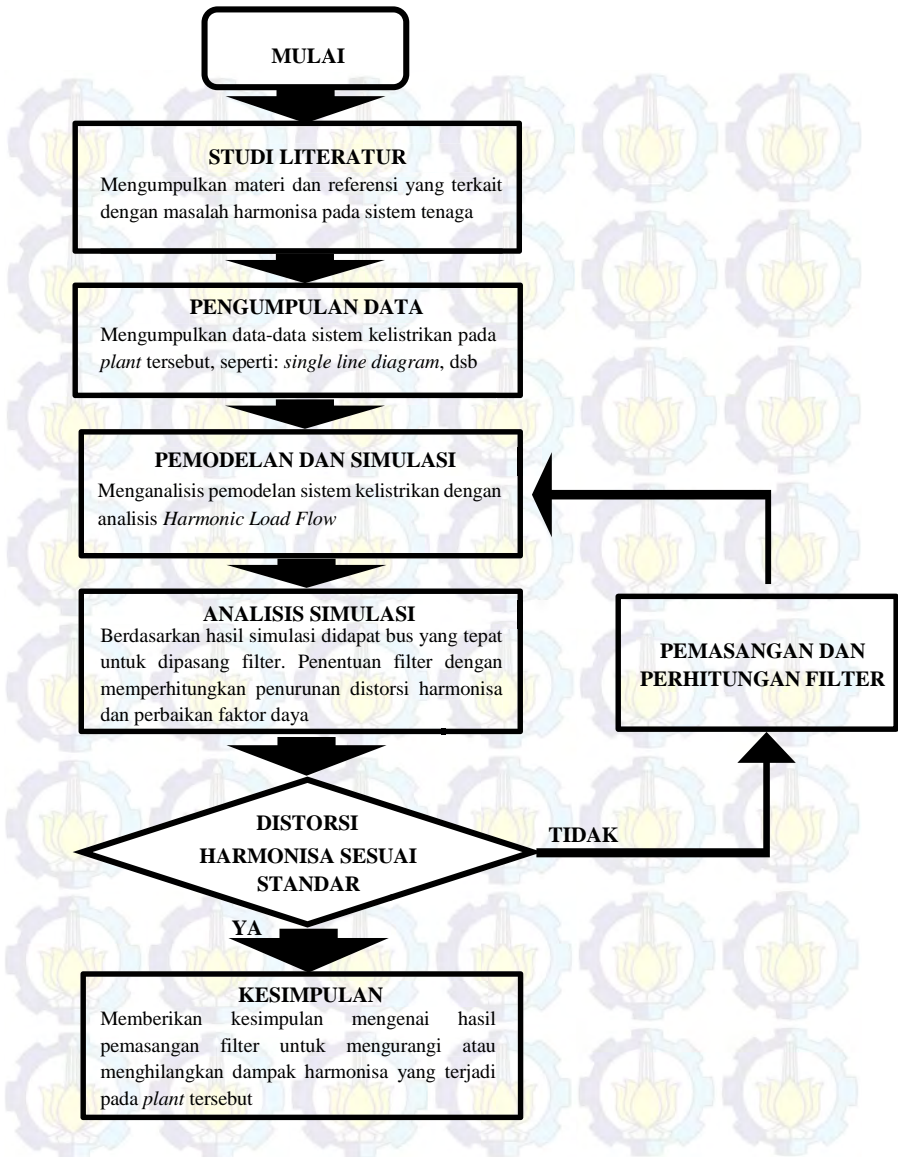 MULAI
STUDI LITERATUR
Mengumpulkan materi dan referensi yang terkait
dengan masalah harmonisa pada sistem tenaga
PENGUMPULAN DATA
Mengumpulkan data-data sistem kelistrikan pada
plant tersebut, seperti: single line diagram, dsb
PEMODELAN DAN SIMULASI
Menganalisis pemodelan sistem kelistrikan dengan
analisis Harmonic Load Flow
ANALISIS SIMULASI
Berdasarkan hasil simulasi didapat bus yang tepat
untuk dipasang filter. Penentuan filter dengan
memperhitungkan penurunan distorsi harmonisa
dan perbaikan faktor daya
PEMASANGAN DAN
PERHITUNGAN FILTER
DISTORSI
HARMONISA SESUAI
STANDAR
TIDAK
YA
KESIMPULAN
Memberikan kesimpulan mengenai hasil
pemasangan filter untuk mengurangi atau
menghilangkan dampak harmonisa yang terjadi
pada plant tersebut